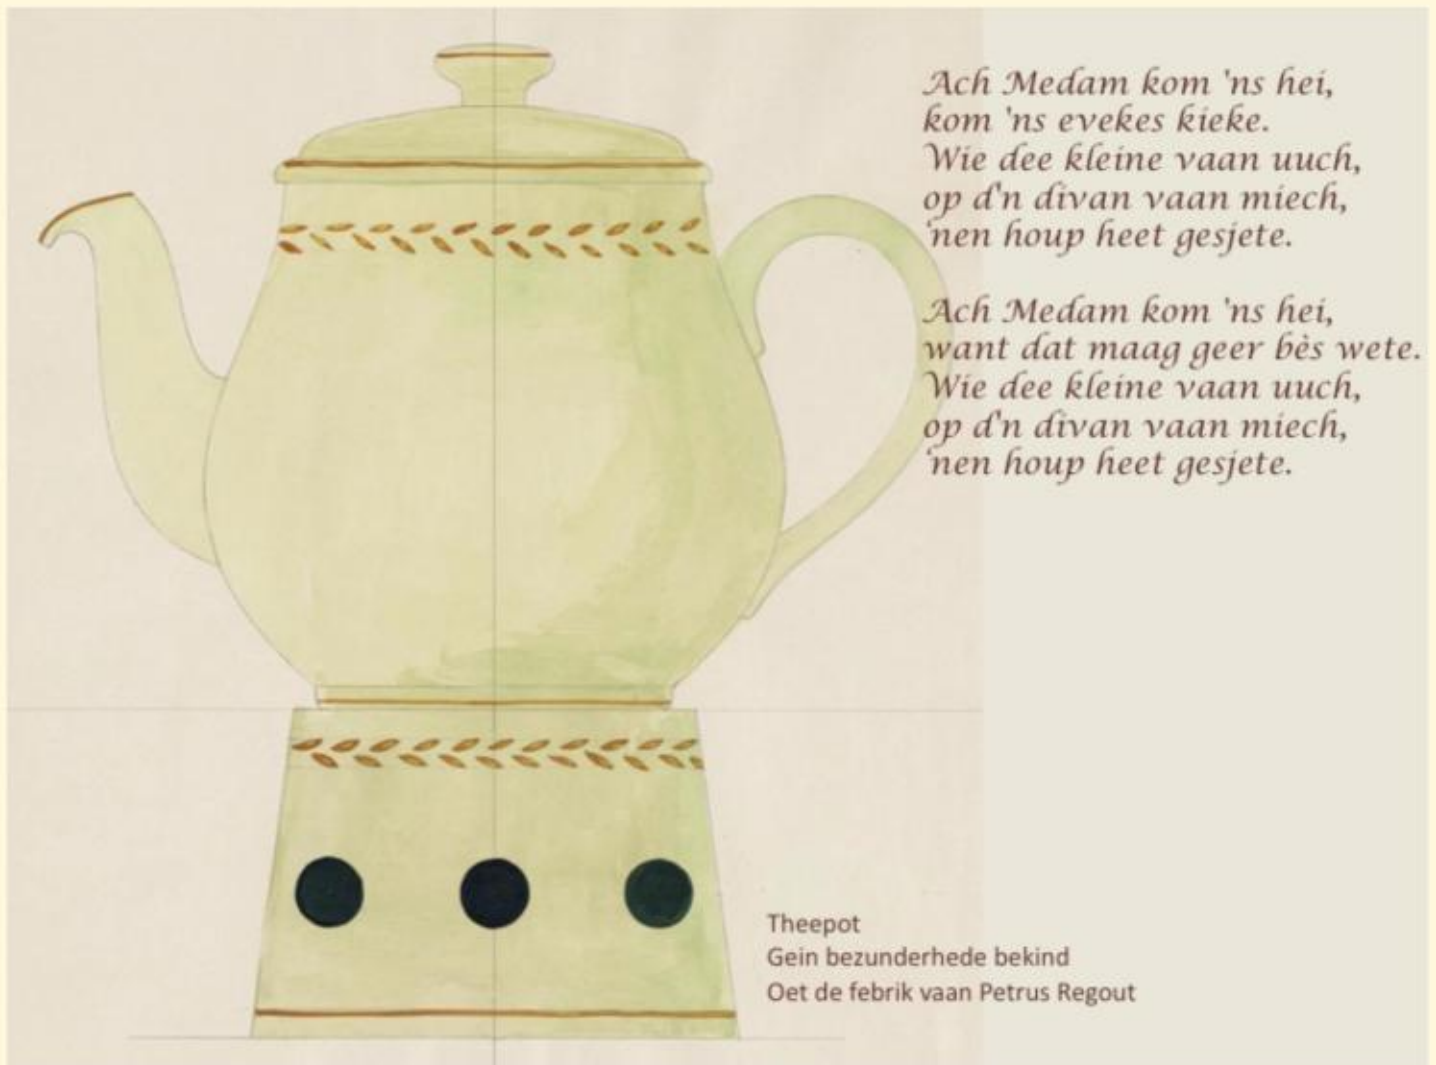 Ach Medam kom 'ns hei,
kom 'ns evekes kieke.
Wie dee kleine vaan uuch,
op d'n divan vaan miech,
‘nen houp heet gesjete.

Ach Medam kom 'ns hei,
want dat maag geer bès wete.
Wie dee kleine vaan uuch,
op d'n divan vaan miech,
‘nen houp heet gesjete.

Theepot
Gein bezunderhede bekind
Oet de febrik vaan Petrus Regout